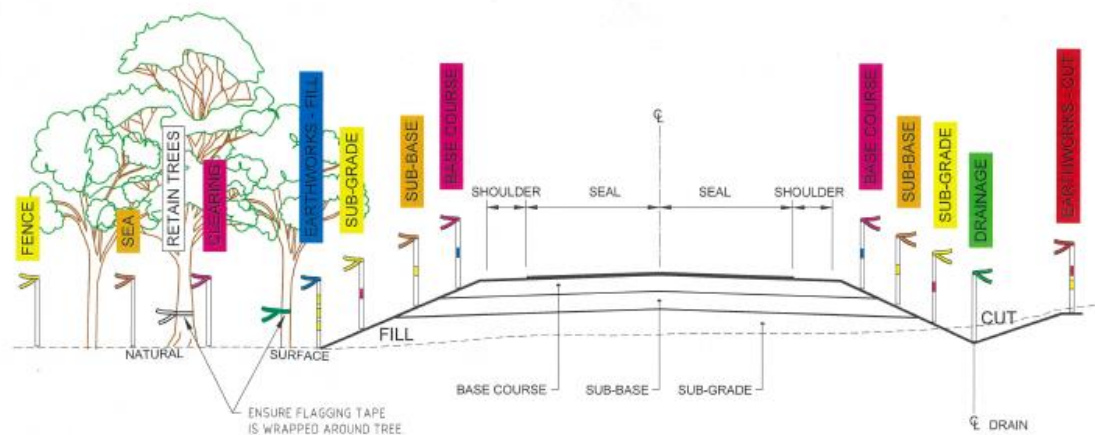 FENCE
SEA
RETAIN TREES
CLEARING
EARTHWORKS - FILL
SUB-GRADE
SUB-BASE
BASE COURSE
℄
SHOULDER
SEAL
SEAL
SHOULDER
BASE COURSE
SUB-BASE
SUB-GRADE
DRAINAGE
EARTHWORKS - CUT
FILL
CUT
NATURAL
SURFACE
BASE COURSE
SUB-BASE
SUB-GRADE
ENSURE FLAGGING TAPE
IS WRAPPED AROUND TREE.
℄ DRAIN